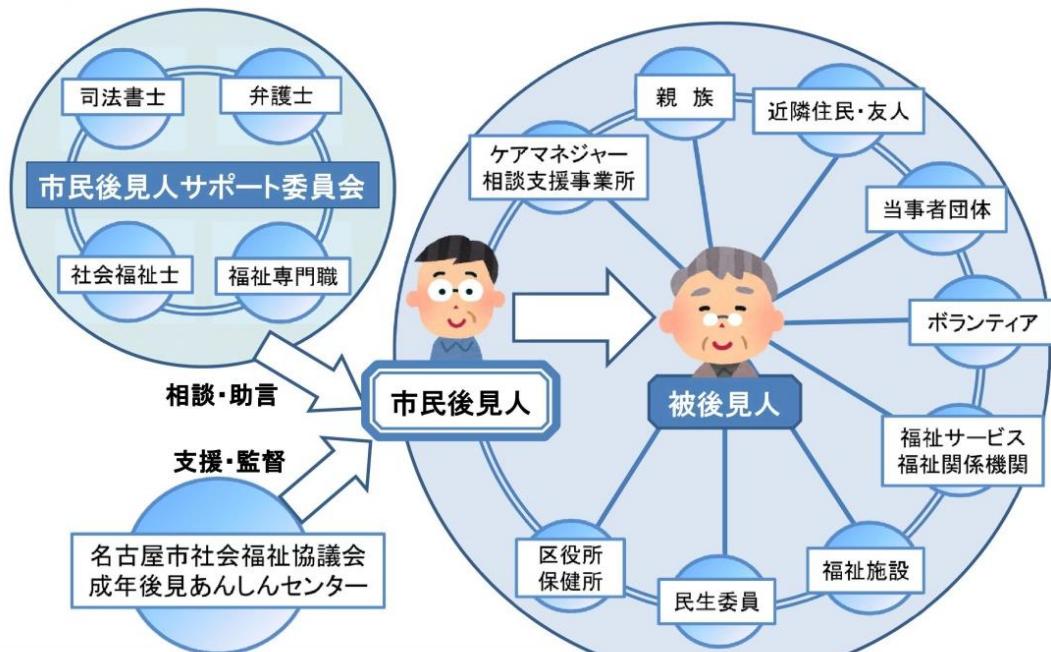 司法書士
弁護士
市民後見人サポート委員会
社会福祉士
福祉専門職
相談・助言
支援・監督
名古屋市社会福祉協議会
成年後見あんしんセンター
市民後見人
被後見人
ケアマネジャー
相談支援事業所
親 族
近隣住民・友人
当事者団体
ボランティア
福祉サービス
福祉関係機関
福祉施設
民生委員
区役所
保健所